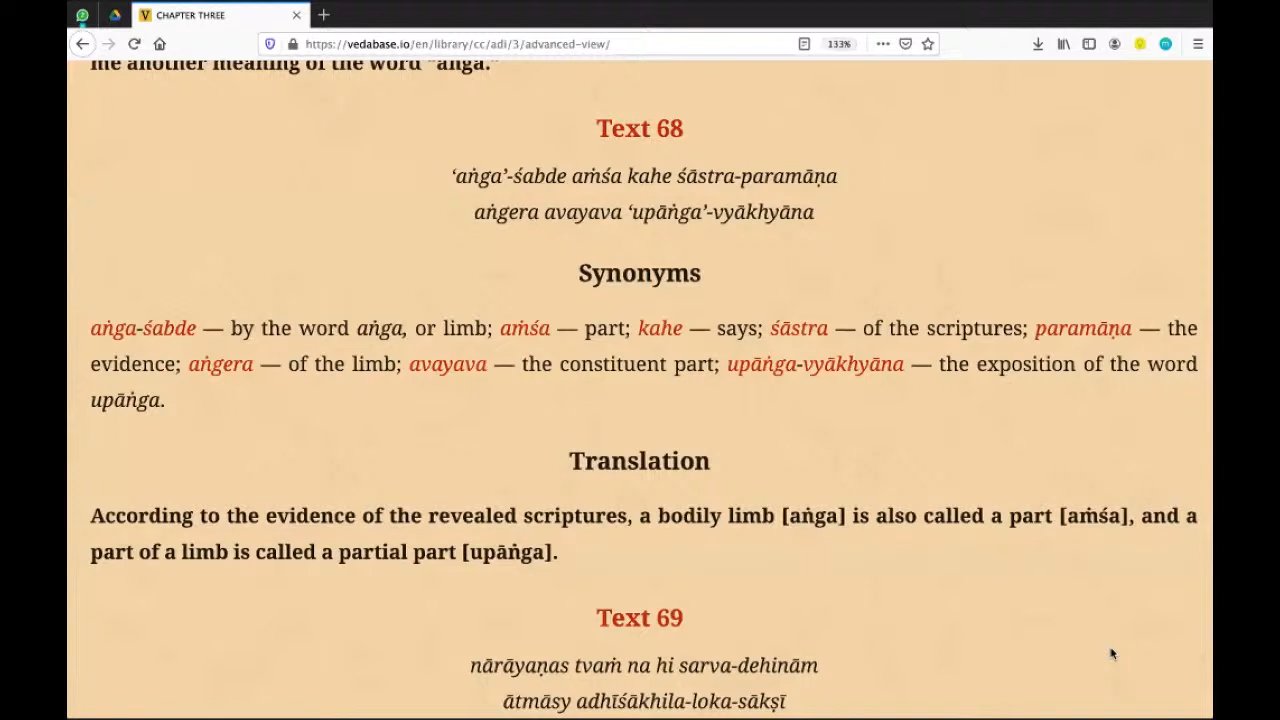 CHAPTER THREE
https://vedabase.io/en/library/cc/adi/3/advanced-view/
133%
me another meaning of the word “aṅga.”
Text 68
‘aṅga’-śabde aṁśa kahe śāstra-paramāṇa
aṅgera avayava ‘upāṅga’-vyākhyāna
Synonyms
aṅga-śabde — by the word aṅga, or limb; aṁśa — part; kahe — says; śāstra — of the scriptures; paramāṇa — the
evidence; aṅgera — of the limb; avayava — the constituent part; upāṅga-vyākhyāna — the exposition of the word
upāṅga.
Translation
According to the evidence of the revealed scriptures, a bodily limb [aṅga] is also called a part [aṁśa], and a
part of a limb is called a partial part [upāṅga].
Text 69
nārāyaṇas tvaṁ na hi sarva-dehinām
ātmāsy adhīśākhila-loka-sākṣī